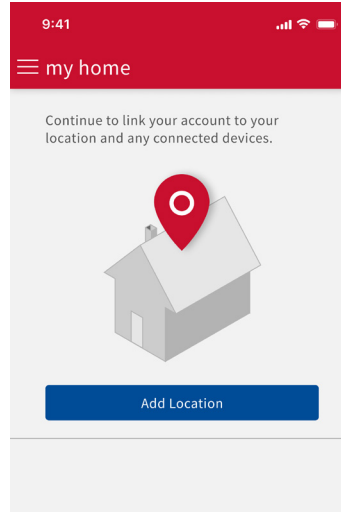 9:41
my home
Continue to link your account to your
location and any connected devices.
Add Location